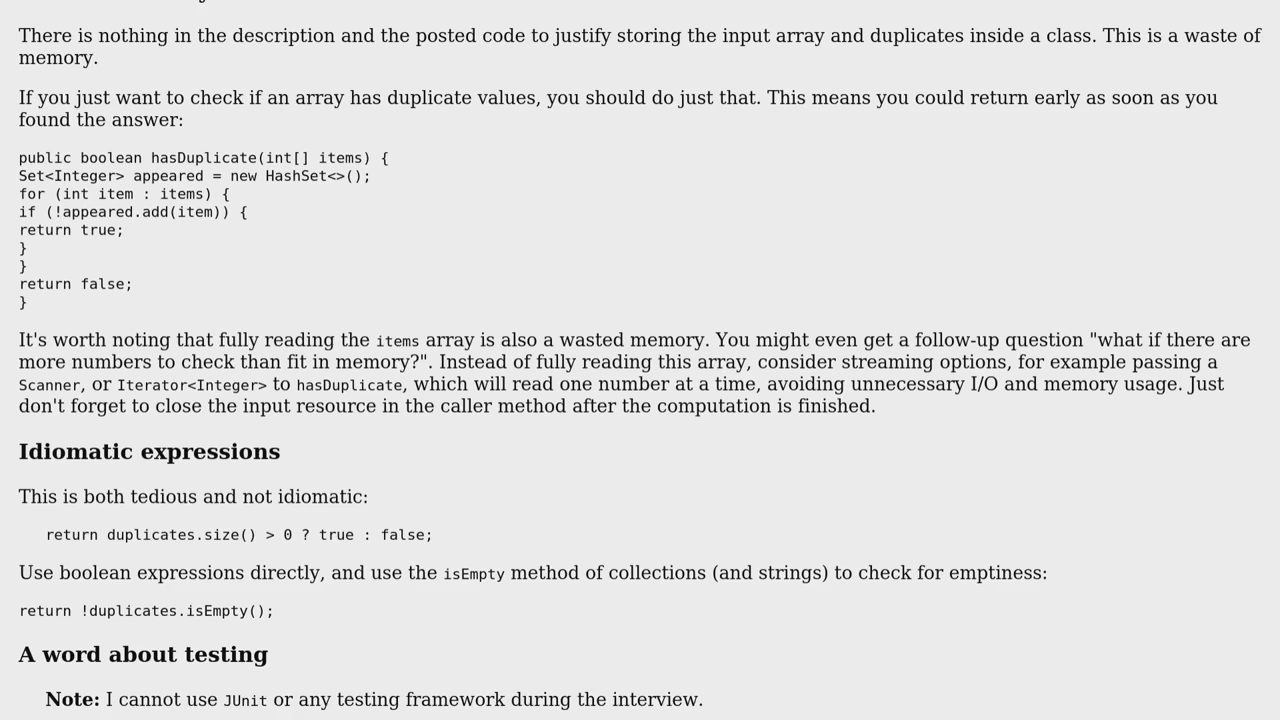 There is nothing in the description and the posted code to justify storing the input array and duplicates inside a class. This is a waste of
memory.
If you just want to check if an array has duplicate values, you should do just that. This means you could return early as soon as you
found the answer:
public boolean hasDuplicate(int[] items) {
Set<Integer> appeared = new HashSet<>();
for (int item : items) {
if (!appeared.add(item)) {
return true;
}
}
return false;
}
It's worth noting that fully reading the items array is also a wasted memory. You might even get a follow-up question "what if there are
more numbers to check than fit in memory?". Instead of fully reading this array, consider streaming options, for example passing a
Scanner, or Iterator<Integer> to hasDuplicate, which will read one number at a time, avoiding unnecessary I/O and memory usage. Just
don't forget to close the input resource in the caller method after the computation is finished.
Idiomatic expressions
This is both tedious and not idiomatic:
return duplicates.size() > 0 ? true : false;
Use boolean expressions directly, and use the isEmpty method of collections (and strings) to check for emptiness:
return !duplicates.isEmpty();
A word about testing
Note: I cannot use JUnit or any testing framework during the interview.